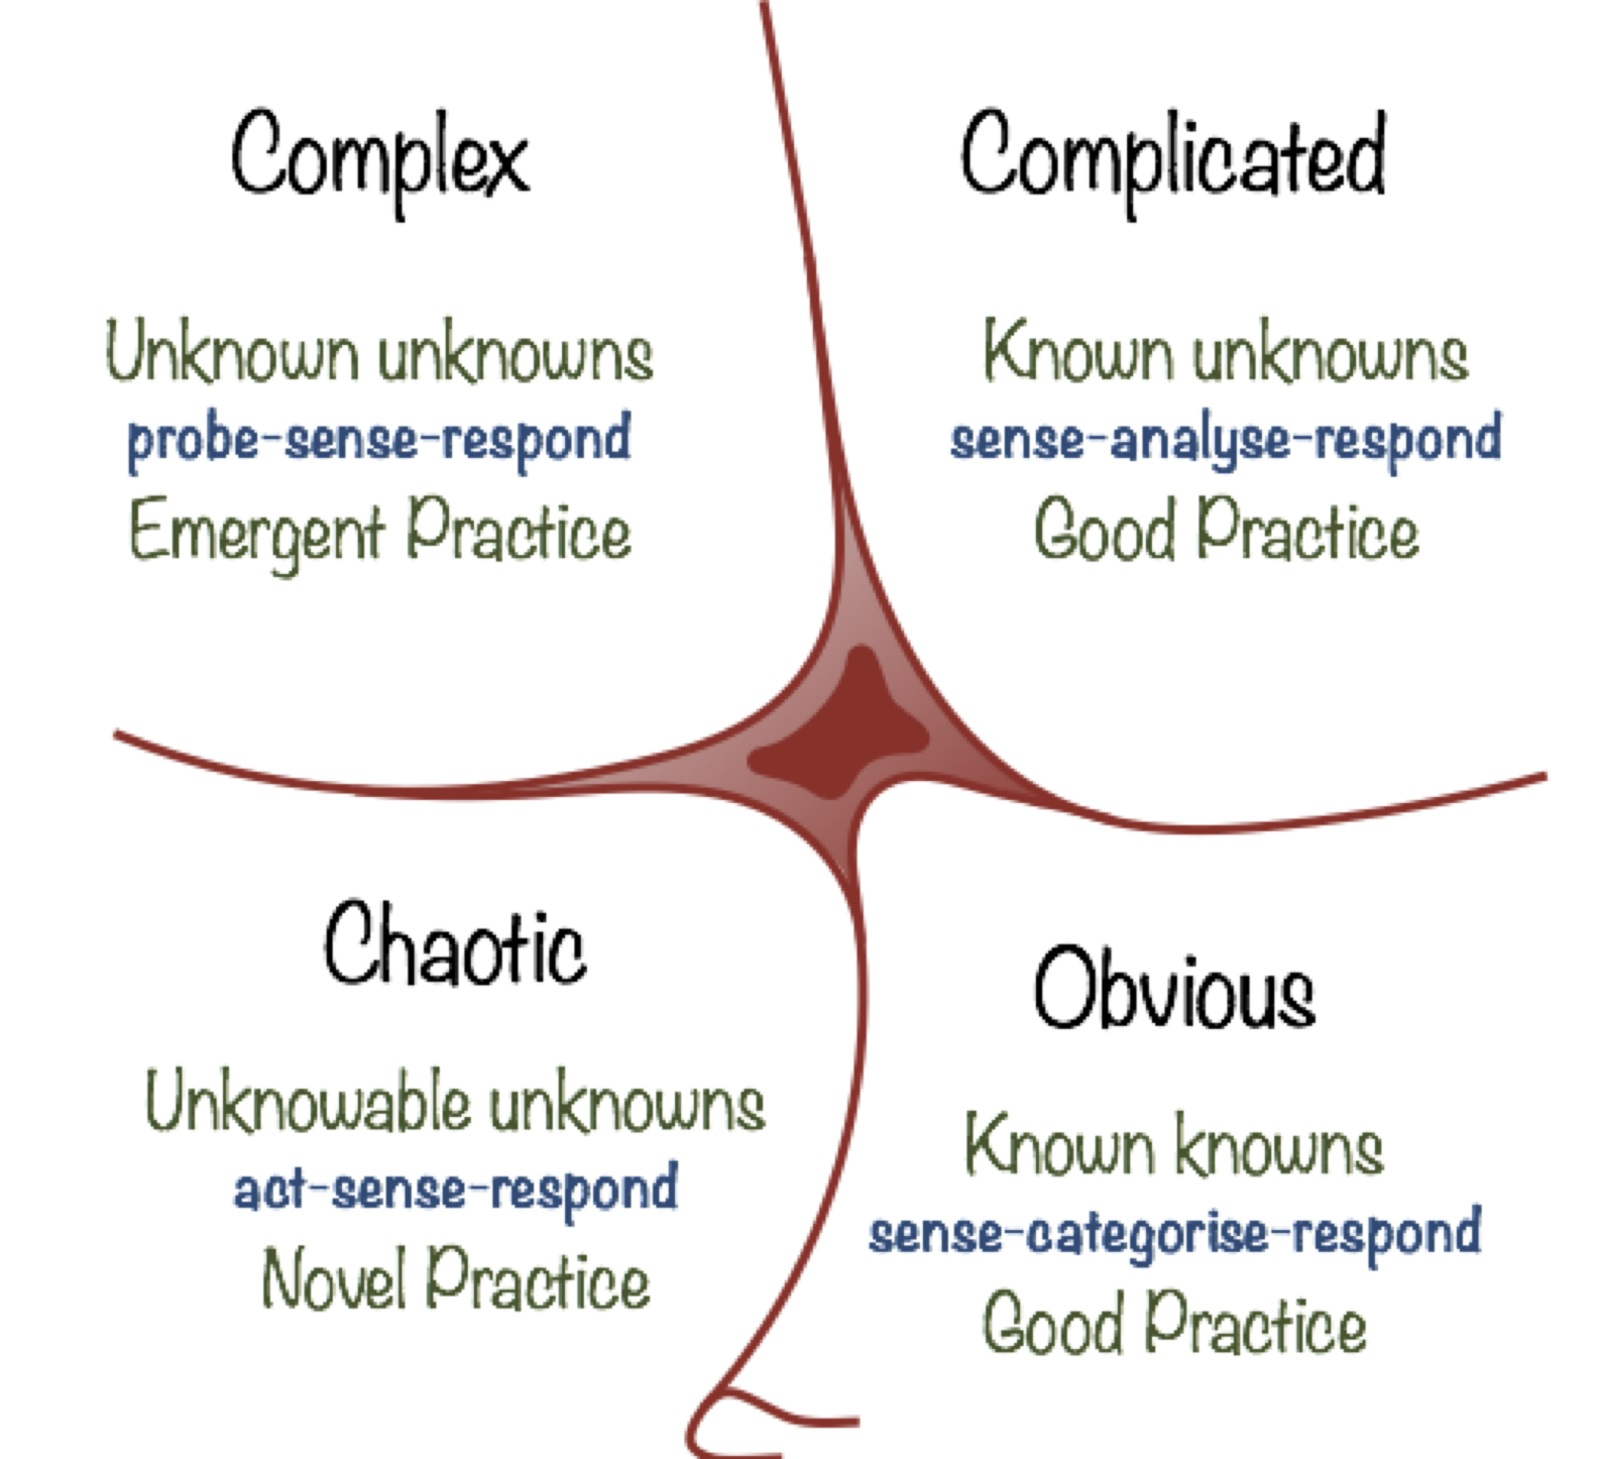 Complex
Unknown unknowns
probe-sense-respond
Emergent Practice
Complicated
Known unknowns
sense-analyse-respond
Good Practice
Chaotic
Unknowable unknowns
act-sense-respond
Novel Practice
Obvious
Known knowns
sense-categorise-respond
Good Practice